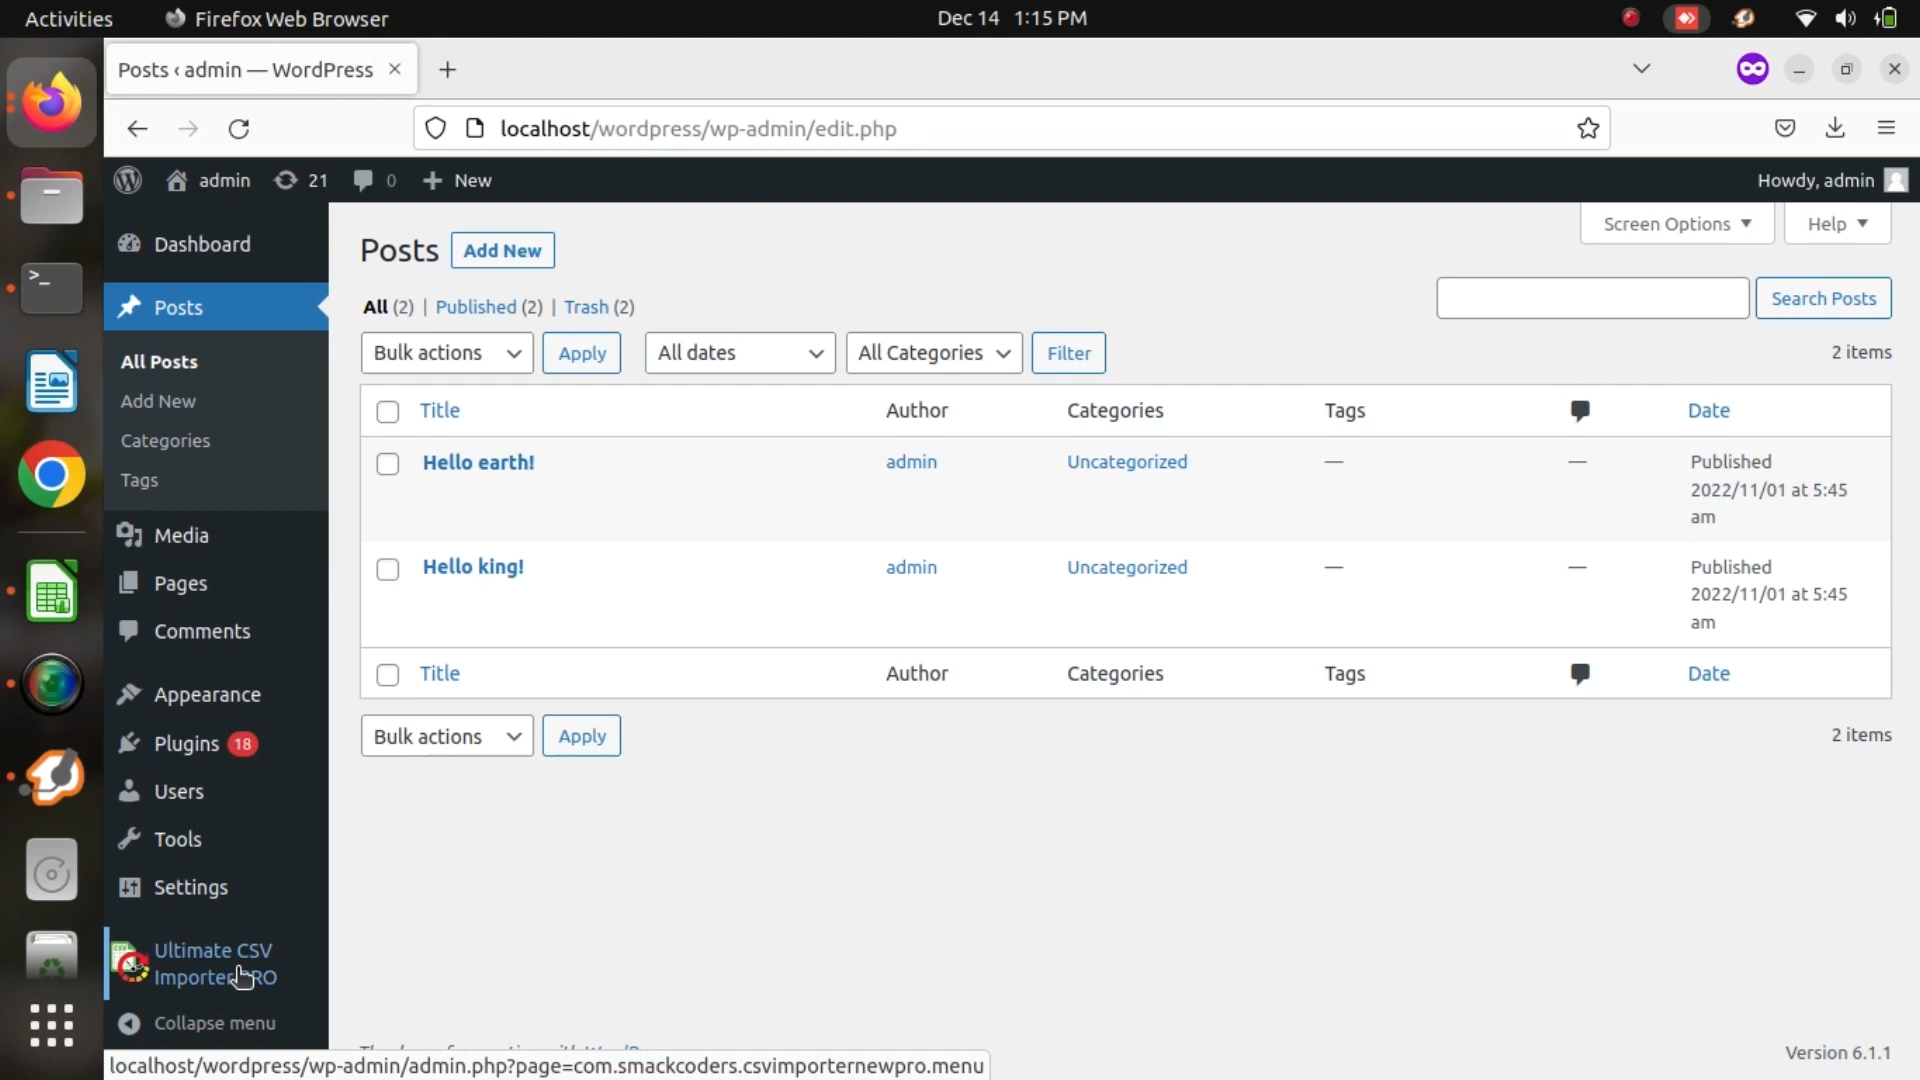 Activities Firefox Web Browser Dec 14 1:15 PM
Posts ‹ admin — WordPress
localhost/wordpress/wp-admin/edit.php
admin 21 0 New Howdy, admin
Screen Options Help
Dashboard
Posts
All Posts
Add New
Categories
Tags
Media
Pages
Comments
Appearance
Plugins 18
Users
Tools
Settings
Ultimate CSV
Importer PRO
Collapse menu
Posts Add New
All (2) | Published (2) | Trash (2)
Search Posts
Bulk actions Apply All dates All Categories Filter 2 items
Title Author Categories Tags Date
Hello earth! admin Uncategorized — — Published
2022/11/01 at 5:45
am
Hello king! admin Uncategorized — — Published
2022/11/01 at 5:45
am
Title Author Categories Tags Date
Bulk actions Apply 2 items
Version 6.1.1
localhost/wordpress/wp-admin/admin.php?page=com.smackcoders.csvimporternewpro.menu